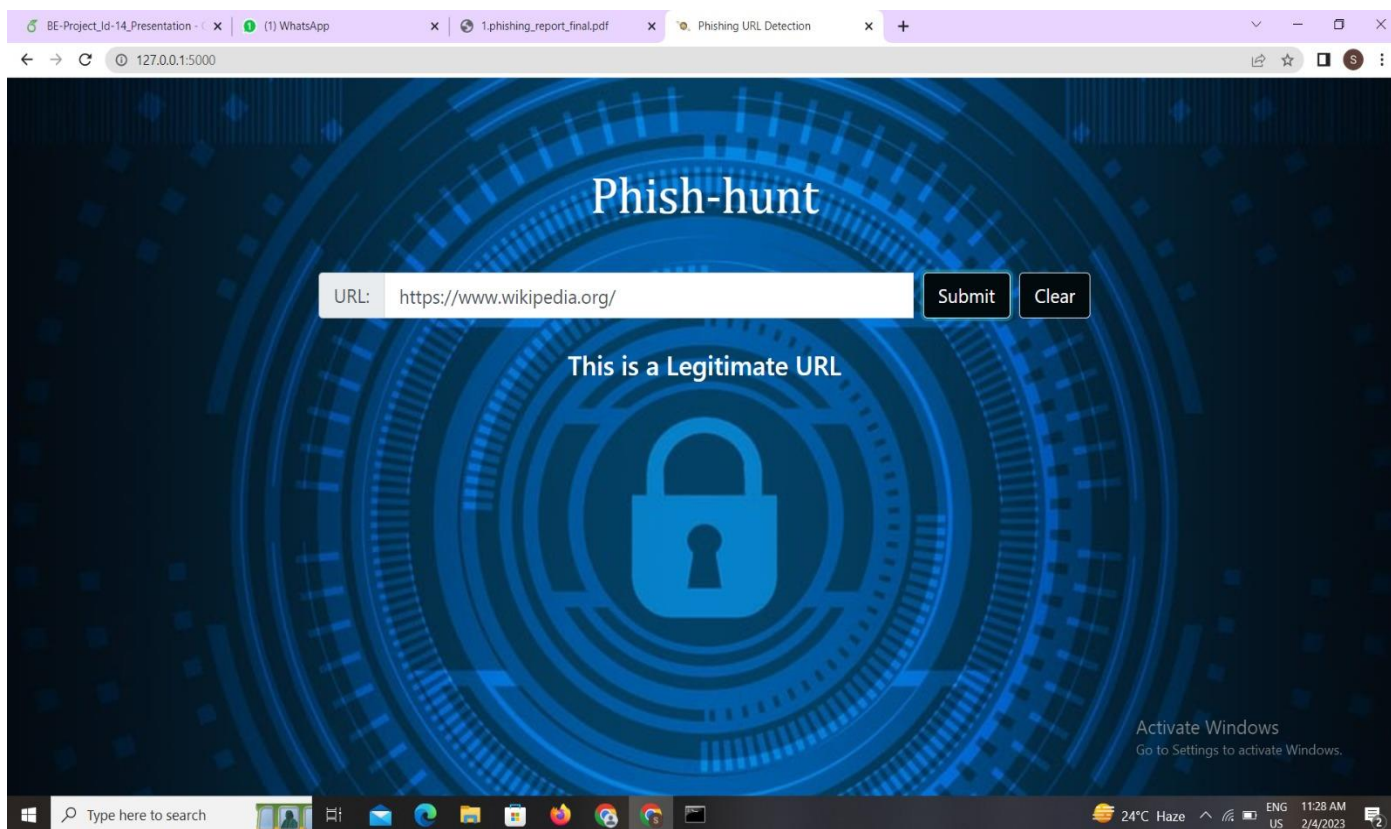 BE-Project_Id-14_Presentation - (1) WhatsApp 1.phishing_report_final.pdf Phishing URL Detection
127.0.0.1:5000 S
Phish-hunt
URL: https://www.wikipedia.org/ Submit Clear
This is a Legitimate URL
Activate Windows
Go to Settings to activate Windows.
Type here to search 24°C Haze ENG 11:28 AM
US 2/4/2023 2